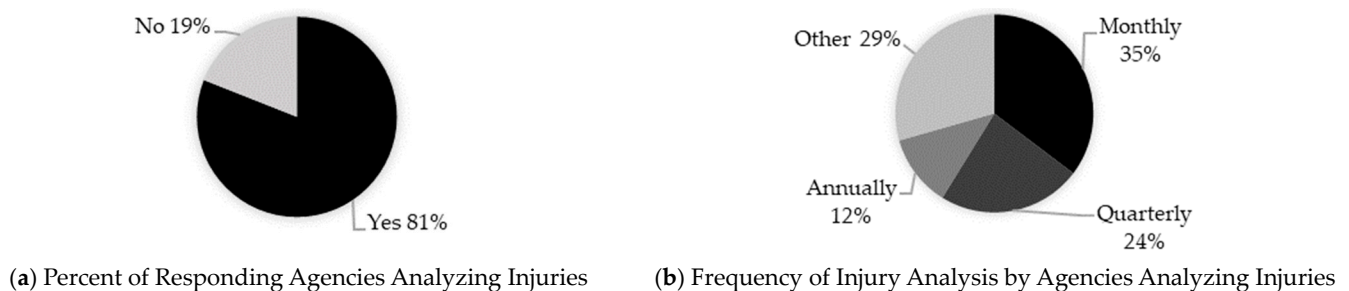 No 19%
Yes 81%
(a) Percent of Responding Agencies Analyzing Injuries
Other 29%
Monthly
35%
Annually
12%
Quarterly
24%
(b) Frequency of Injury Analysis by Agencies Analyzing Injuries